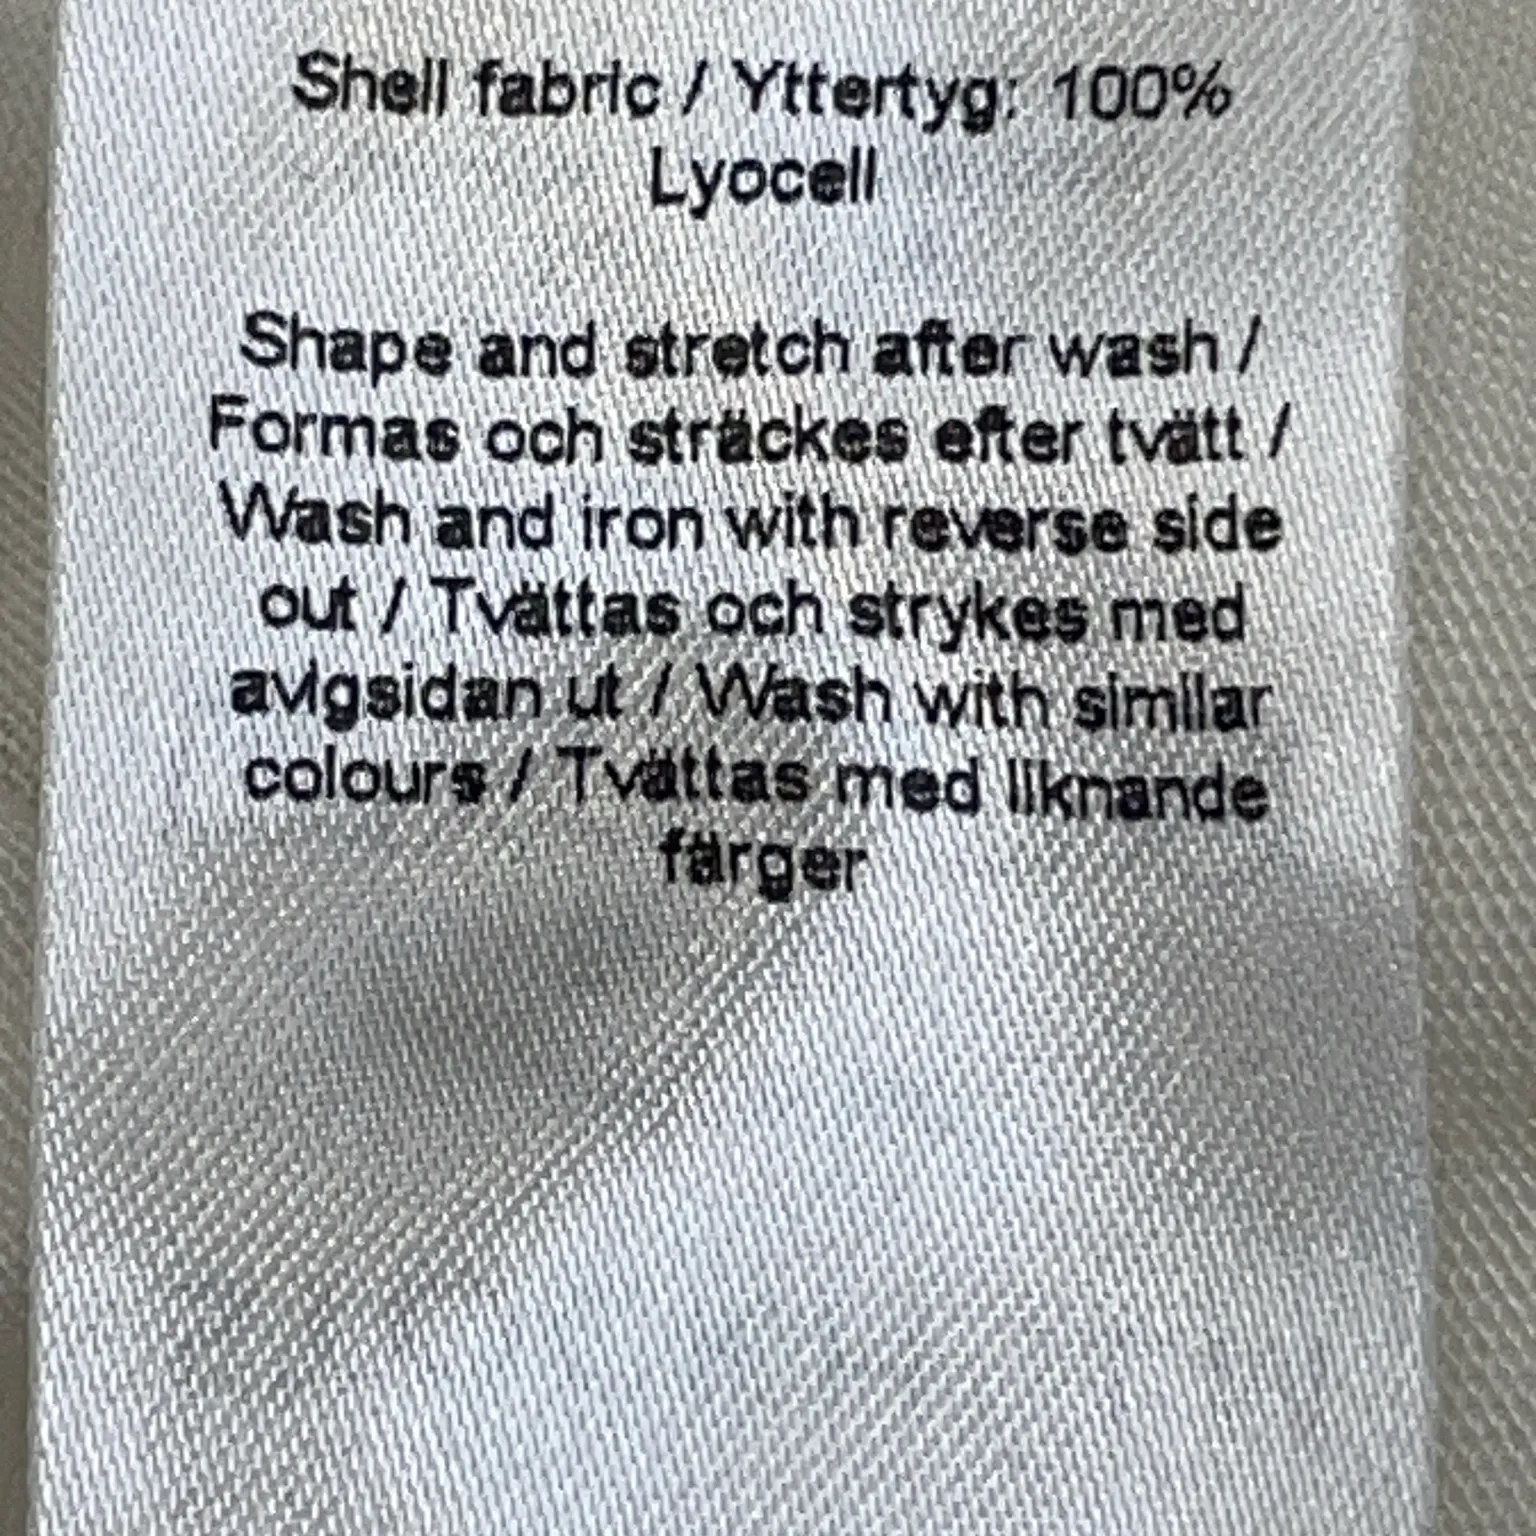 Shell fabric / Yttertyg: 100%
Lyocell
Shape and stretch after wash /
Formas och sträckes efter tvätt /
Wash and iron with reverse side
out / Tvättas och strykes med
avigsidan ut / Wash with similar
colours / Tvättas med liknande
färger